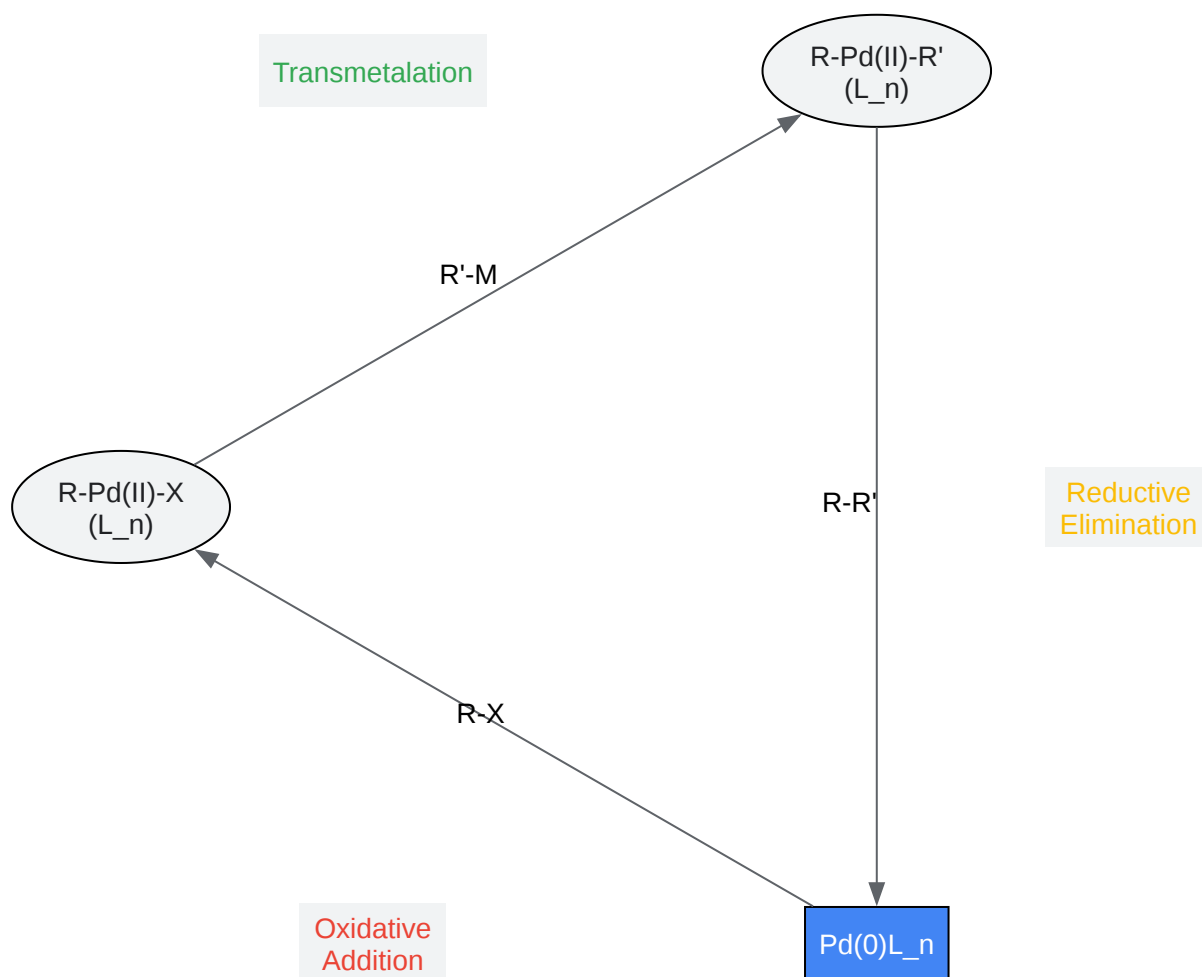 R-Pd(II)-R'
(L_n)
Transmetalation
R'-M
R-Pd(II)-X
(L_n)
R-R'
Reductive
Elimination
R-X
Oxidative
Addition
Pd(0)L_n